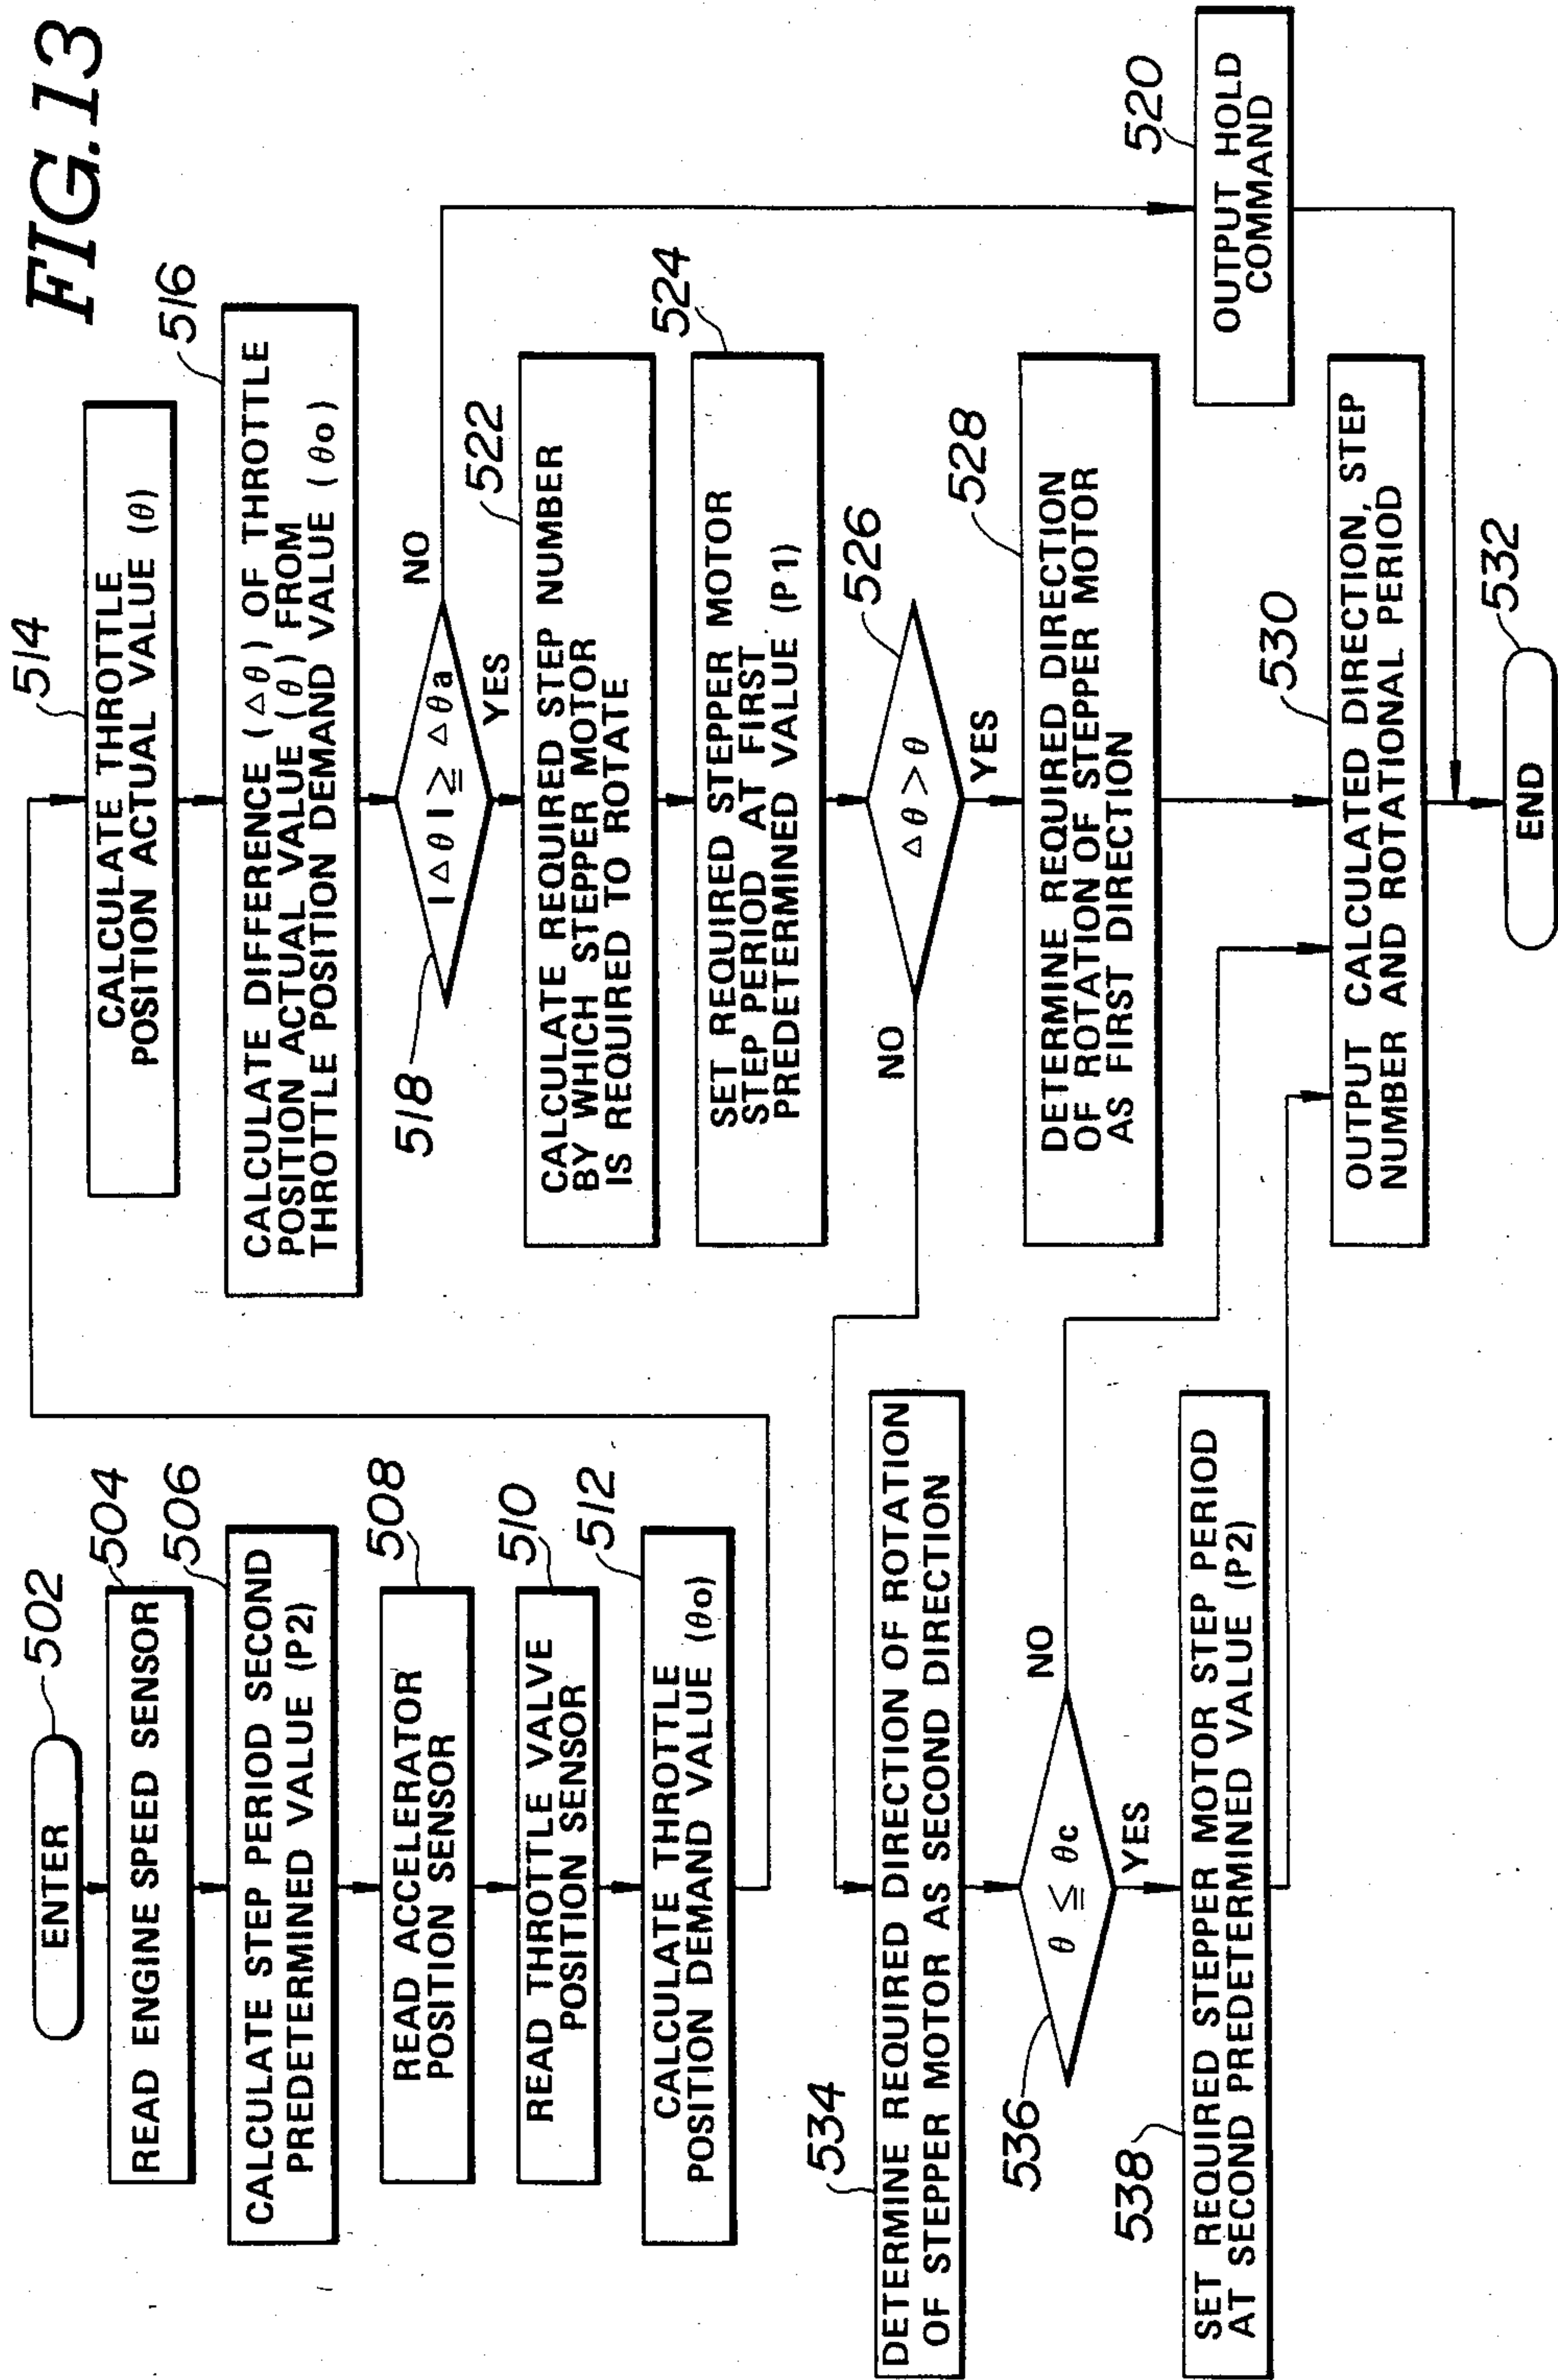 FIG.13
ENTER
502
READ ENGINE SPEED SENSOR
504
CALCULATE STEP PERIOD SECOND
PREDETERMINED VALUE (P2)
506
READ ACCELERATOR
POSITION SENSOR
508
READ THROTTLE VALVE
POSITION SENSOR
510
CALCULATE THROTTLE
POSITION DEMAND VALUE (θo)
512
514
CALCULATE THROTTLE
POSITION ACTUAL VALUE (θ)
516
CALCULATE DIFFERENCE (△θ) OF THROTTLE
POSITION ACTUAL VALUE (θ) FROM
THROTTLE POSITION DEMAND VALUE (θo)
518
|△θ| ≧ △θa
NO
YES
522
CALCULATE REQUIRED STEP NUMBER
BY WHICH STEPPER MOTOR
IS REQUIRED TO ROTATE
524
SET REQUIRED STEPPER MOTOR
STEP PERIOD AT FIRST
PREDETERMINED VALUE (P1)
526
△θ > θ
NO
YES
528
DETERMINE REQUIRED DIRECTION
OF ROTATION OF STEPPER MOTOR
AS FIRST DIRECTION
520
OUTPUT HOLD
COMMAND
534
DETERMINE REQUIRED DIRECTION OF ROTATION
OF STEPPER MOTOR AS SECOND DIRECTION
536
θ ≦ θc
NO
YES
538
SET REQUIRED STEPPER MOTOR STEP PERIOD
AT SECOND PREDETERMINED VALUE (P2)
530
OUTPUT CALCULATED DIRECTION, STEP
NUMBER AND ROTATIONAL PERIOD
532
END